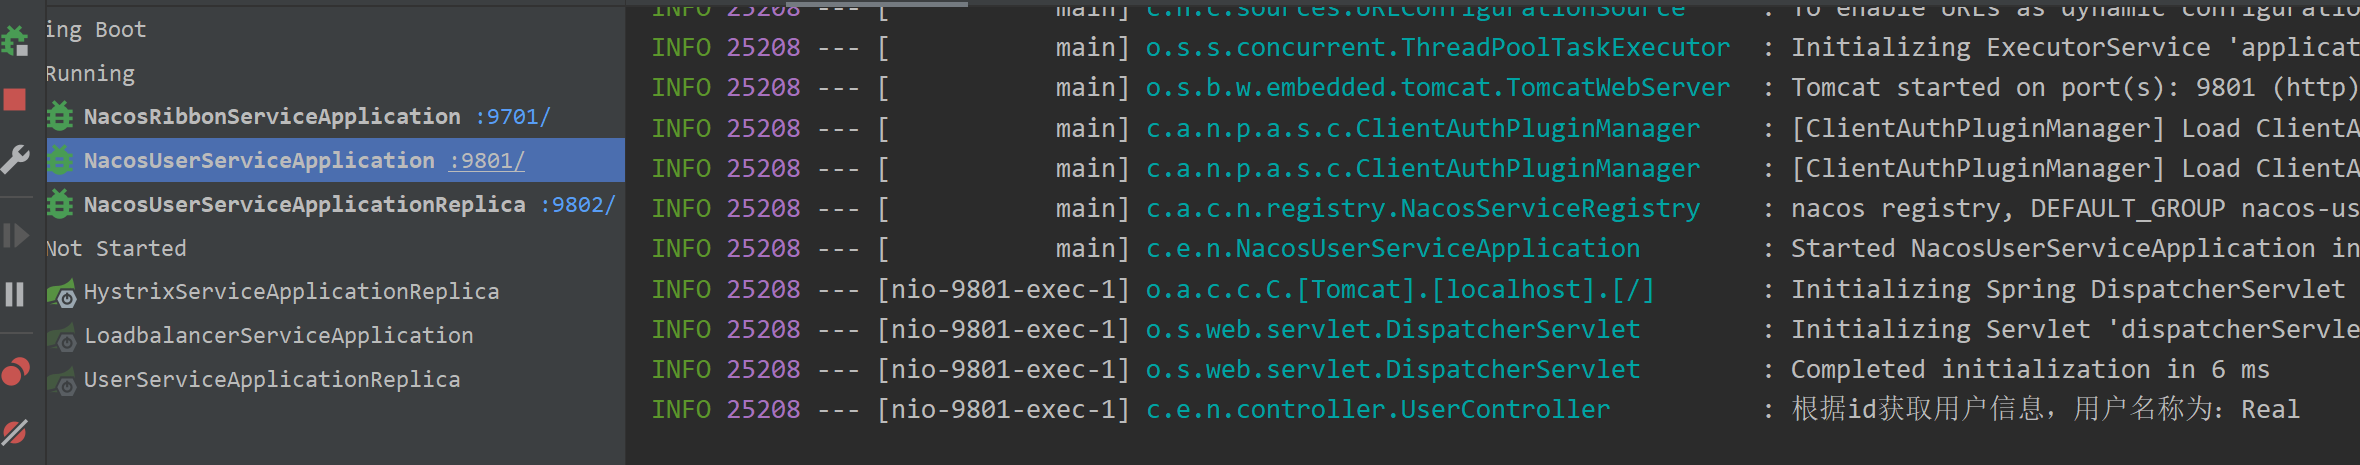 ing Boot
Running
NacosRibbonServiceApplication :9701/
NacosUserServiceApplication :9801/
NacosUserServiceApplicationReplica :9802/
Not Started
HystrixServiceApplicationReplica
LoadbalancerServiceApplication
UserServiceApplicationReplica
INFO 25208 --- [ main] c.n.c.sources.URLConfigurationSource : To enable URLs as dynamic configuratio
INFO 25208 --- [ main] o.s.s.concurrent.ThreadPoolTaskExecutor : Initializing ExecutorService 'applicat
INFO 25208 --- [ main] o.s.b.w.embedded.tomcat.TomcatWebServer : Tomcat started on port(s): 9801 (http)
INFO 25208 --- [ main] c.a.n.p.a.s.c.ClientAuthPluginManager : [ClientAuthPluginManager] Load ClientA
INFO 25208 --- [ main] c.a.n.p.a.s.c.ClientAuthPluginManager : [ClientAuthPluginManager] Load ClientA
INFO 25208 --- [ main] c.a.c.n.registry.NacosServiceRegistry : nacos registry, DEFAULT_GROUP nacos-us
INFO 25208 --- [ main] c.e.n.NacosUserServiceApplication : Started NacosUserServiceApplication in
INFO 25208 --- [nio-9801-exec-1] o.a.c.c.C.[Tomcat].[localhost].[/] : Initializing Spring DispatcherServlet
INFO 25208 --- [nio-9801-exec-1] o.s.web.servlet.DispatcherServlet : Initializing Servlet 'dispatcherServle
INFO 25208 --- [nio-9801-exec-1] o.s.web.servlet.DispatcherServlet : Completed initialization in 6 ms
INFO 25208 --- [nio-9801-exec-1] c.e.n.controller.UserController : 根据id获取用户信息，用户名称为：Real